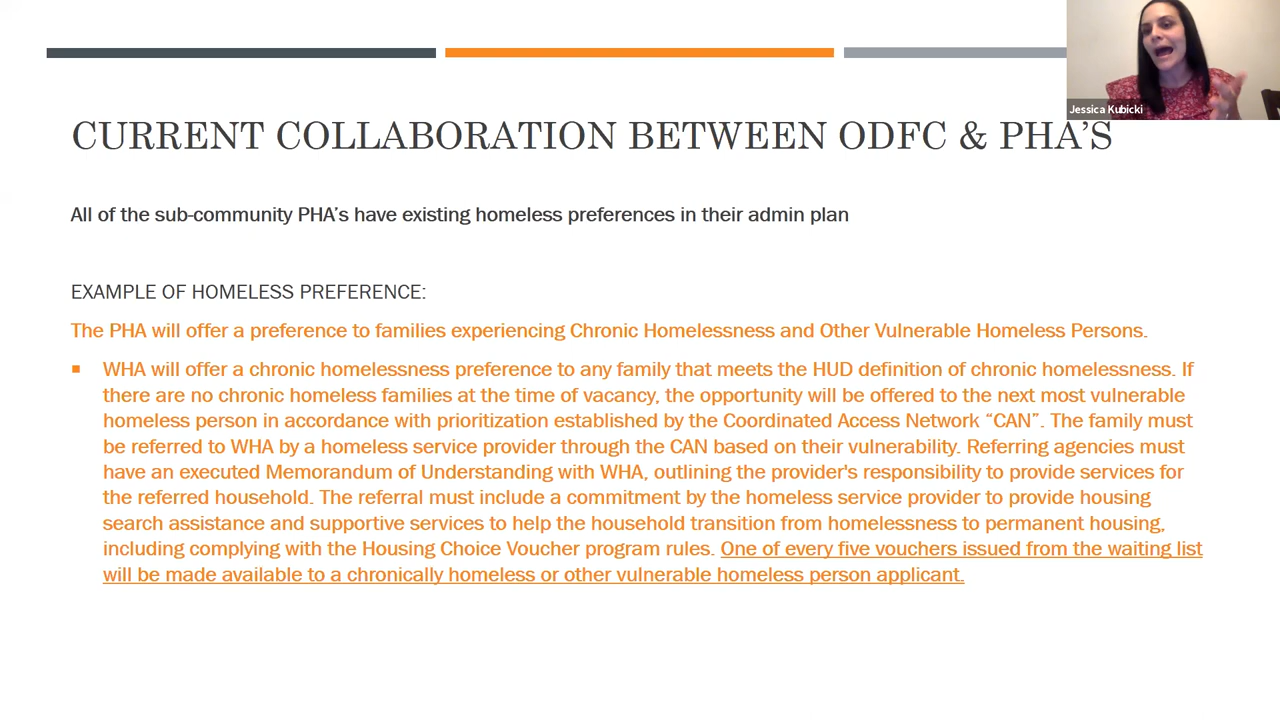 Jessica Kubicki
CURRENT COLLABORATION BETWEEN ODFC & PHA’S
All of the sub-community PHA’s have existing homeless preferences in their admin plan
EXAMPLE OF HOMELESS PREFERENCE:
The PHA will offer a preference to families experiencing Chronic Homelessness and Other Vulnerable Homeless Persons.
WHA will offer a chronic homelessness preference to any family that meets the HUD definition of chronic homelessness. If
there are no chronic homeless families at the time of vacancy, the opportunity will be offered to the next most vulnerable
homeless person in accordance with prioritization established by the Coordinated Access Network “CAN”. The family must
be referred to WHA by a homeless service provider through the CAN based on their vulnerability. Referring agencies must
have an executed Memorandum of Understanding with WHA, outlining the provider's responsibility to provide services for
the referred household. The referral must include a commitment by the homeless service provider to provide housing
search assistance and supportive services to help the household transition from homelessness to permanent housing,
including complying with the Housing Choice Voucher program rules. One of every five vouchers issued from the waiting list
will be made available to a chronically homeless or other vulnerable homeless person applicant.